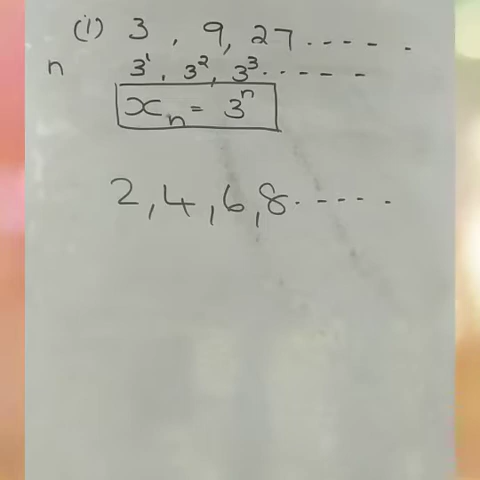 (i) 3 , 9, 27.....
n 3¹, 3², 3³.....
xₙ = 3ⁿ
2, 4, 6, 8.....